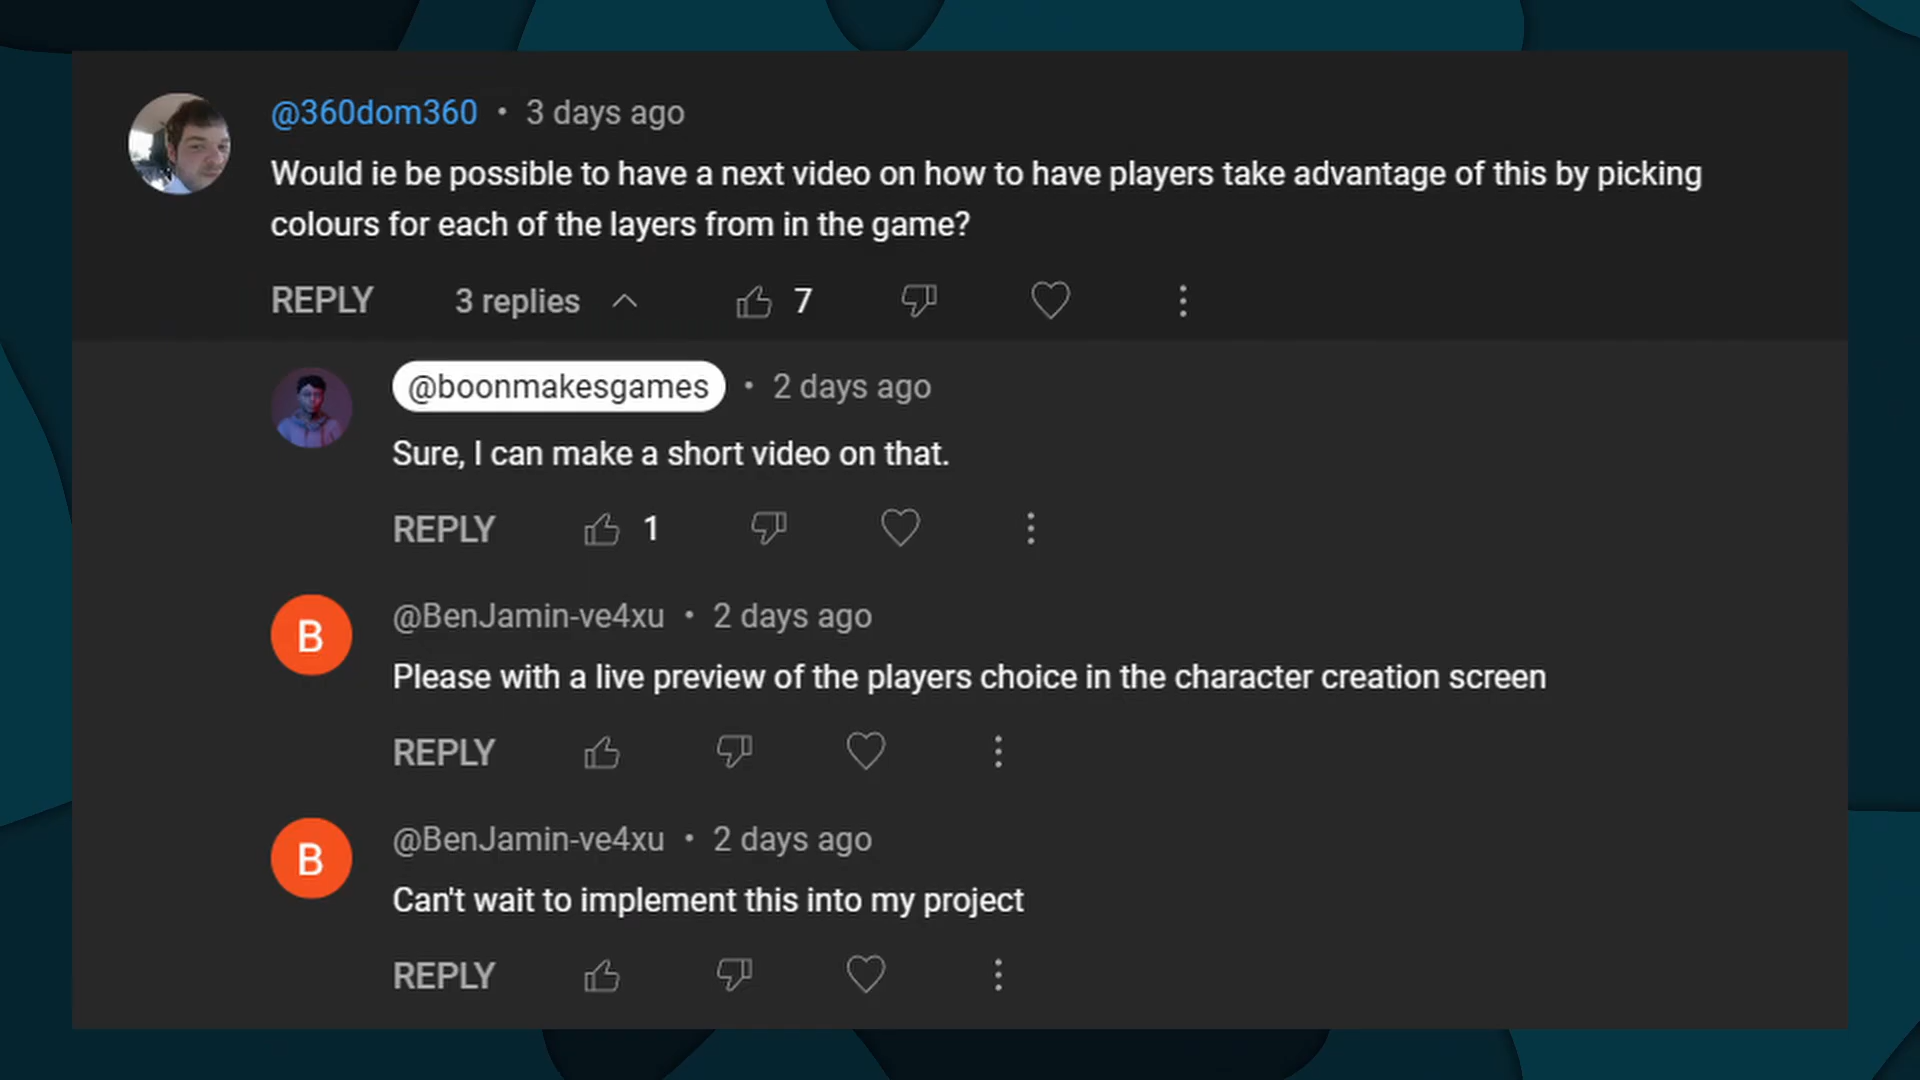 @360dom360 • 3 days ago
Would ie be possible to have a next video on how to have players take advantage of this by picking
colours for each of the layers from in the game?
REPLY 3 replies 7
@boonmakesgames • 2 days ago
Sure, I can make a short video on that.
REPLY 1
B
@BenJamin-ve4xu • 2 days ago
Please with a live preview of the players choice in the character creation screen
REPLY
B
@BenJamin-ve4xu • 2 days ago
Can't wait to implement this into my project
REPLY